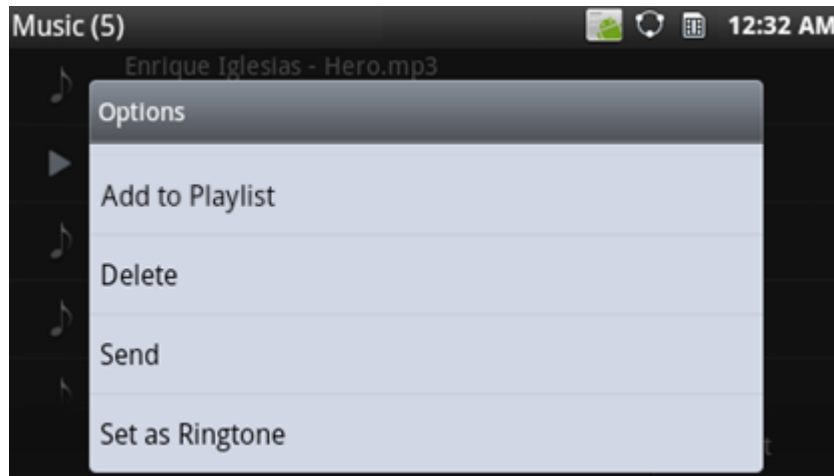 Music (5)
12:32 AM
Enrique Iglesias - Hero.mp3
Options
Add to Playlist
Delete
Send
Set as Ringtone